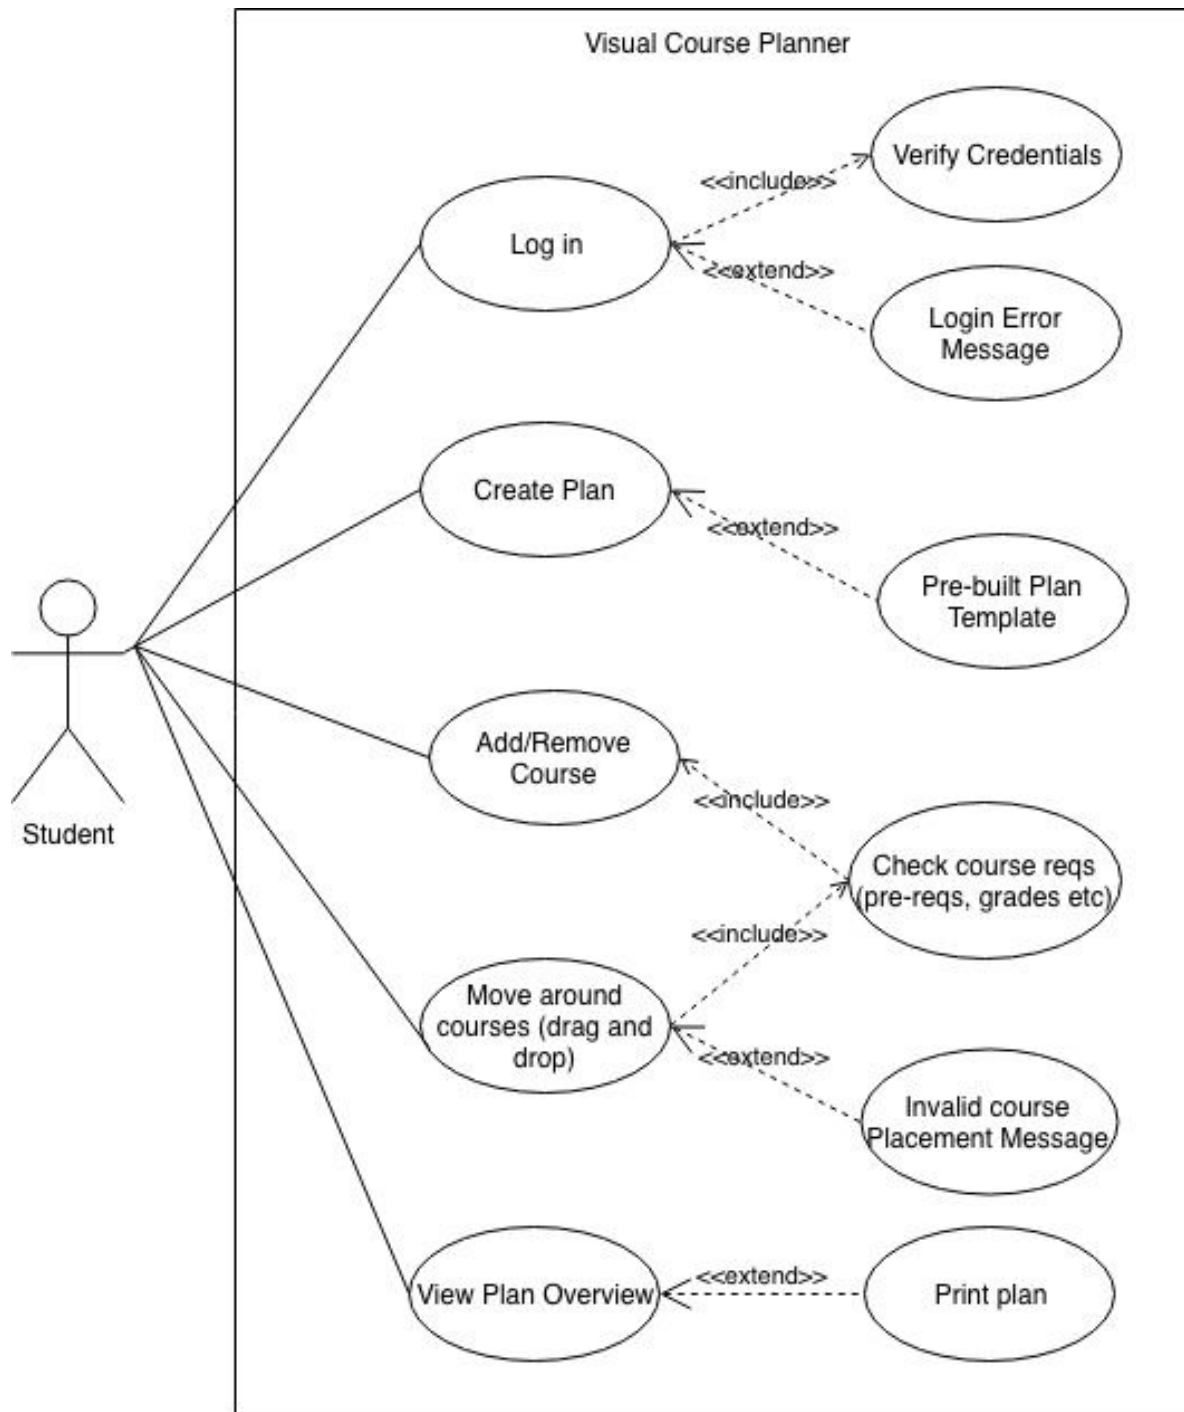 Visual Course Planner
Verify Credentials
<<include>>
Log in
<<extend>>
Login Error
Message
Create Plan
<<extend>>
Pre-built Plan
Template
Add/Remove
Course
<<include>>
Student
Check course reqs
(pre-reqs, grades etc)
<<include>>
Move around
courses (drag and
drop)
<<extend>>
Invalid course
Placement Message
View Plan Overview
<<extend>>
Print plan